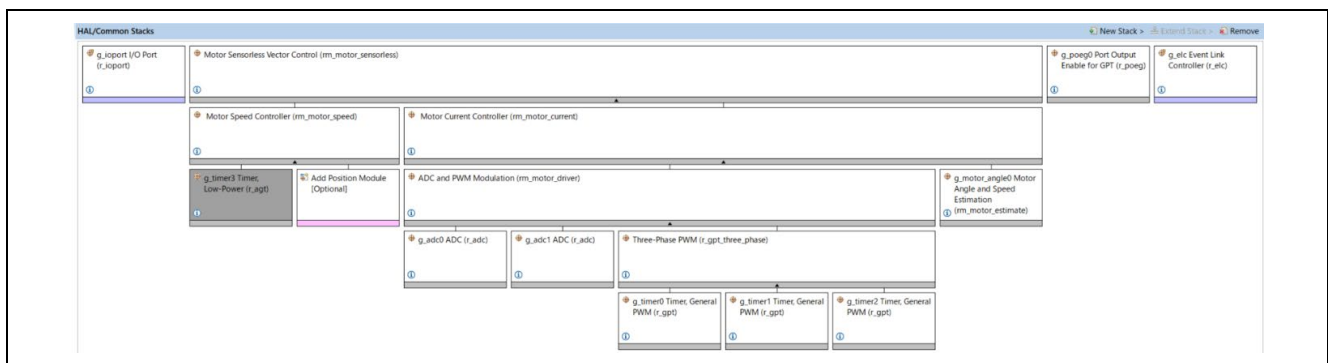 HAL/Common Stacks
New Stack > Extend Stack > Remove
g_ioport I/O Port
(r_ioport)
Motor Sensorless Vector Control (rm_motor_sensorless)
g_poeg0 Port Output
Enable for GPT (r_poeg)
g_elc Event Link
Controller (r_elc)
Motor Speed Controller (rm_motor_speed)
Motor Current Controller (rm_motor_current)
g_timer3 Timer,
Low-Power (r_agt)
Add Position Module
[Optional]
ADC and PWM Modulation (rm_motor_driver)
g_motor_angle0 Motor
Angle and Speed
Estimation
(rm_motor_estimate)
g_adc0 ADC (r_adc)
g_adc1 ADC (r_adc)
Three-Phase PWM (r_gpt_three_phase)
g_timer0 Timer, General
PWM (r_gpt)
g_timer1 Timer, General
PWM (r_gpt)
g_timer2 Timer, General
PWM (r_gpt)